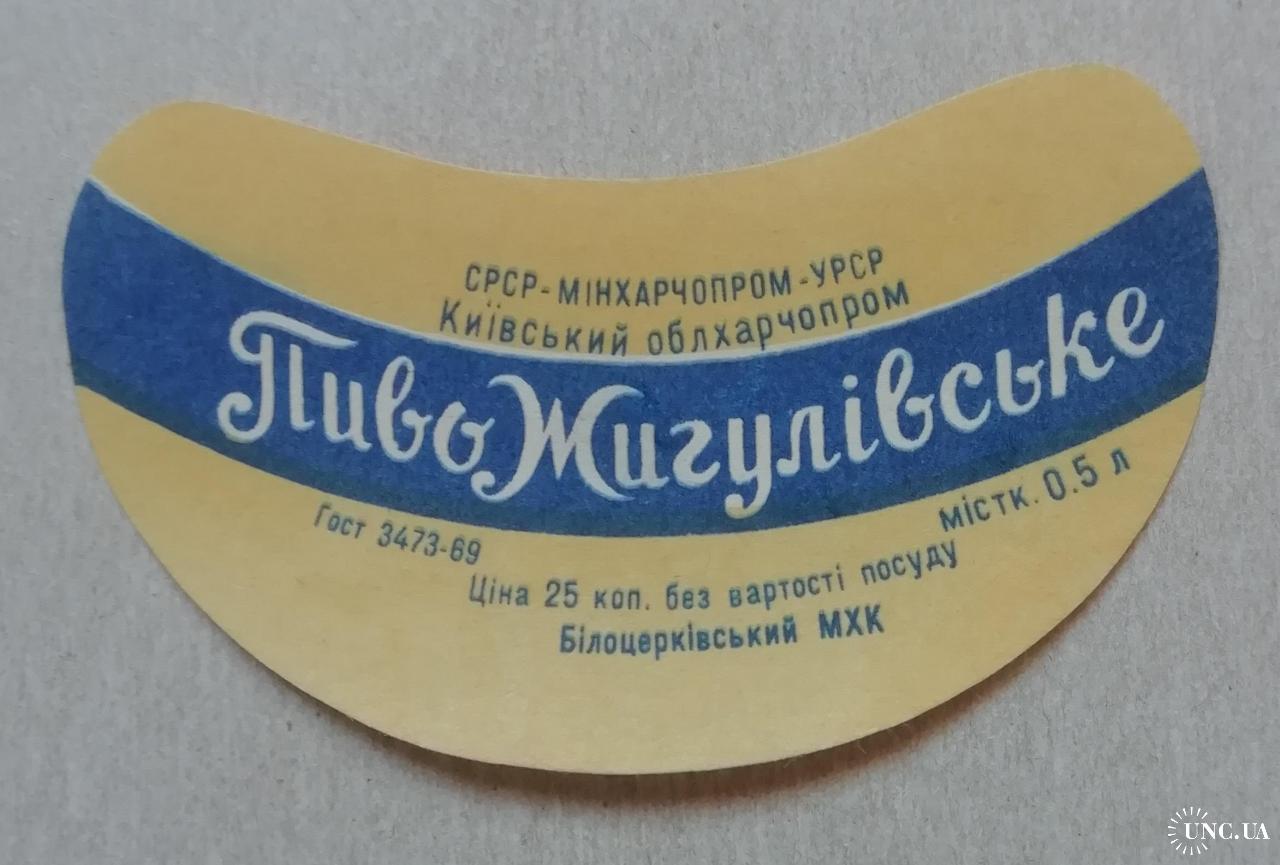 СРСР-МІНХАРЧОПРОМ-УРСР
Київський облхарчопром
Пиво Жигулівське
Гост 3473-69
містк. 0.5 л
Ціна 25 коп. без вартості посуду
Білоцерківський МХК
UNC.UA